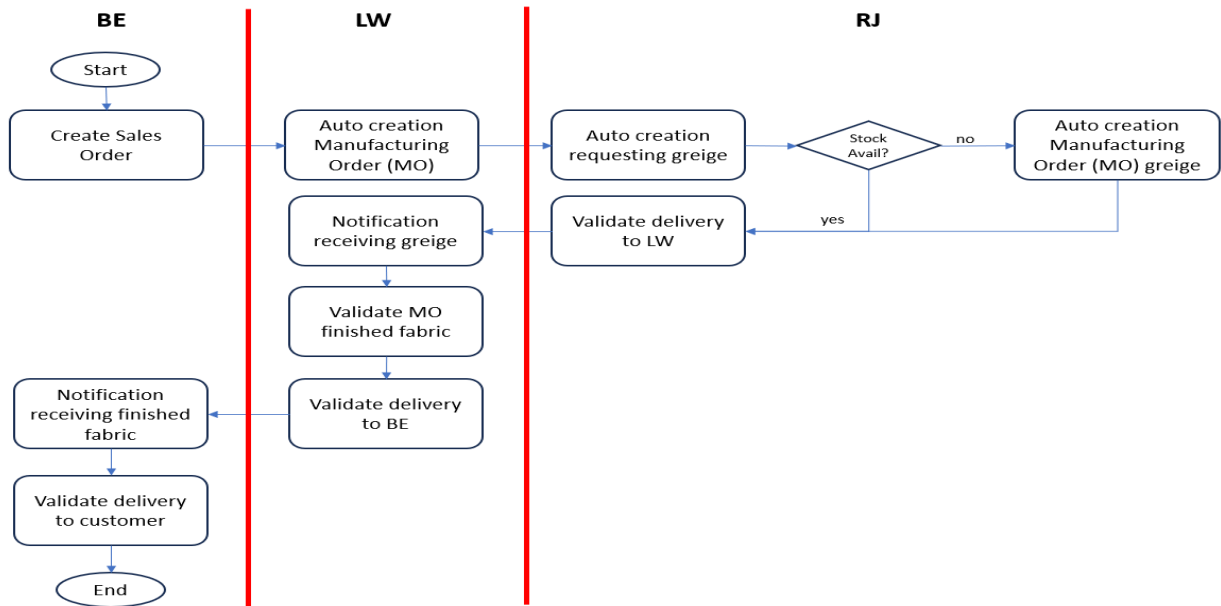 BE
LW
RJ
Start
Create Sales
Order
Auto creation
Manufacturing
Order (MO)
Auto creation
requesting greige
Stock
Avail?
no
Auto creation
Manufacturing
Order (MO) greige
yes
Validate delivery
to LW
Notification
receiving greige
Validate MO
finished fabric
Validate delivery
to BE
Notification
receiving finished
fabric
Validate delivery
to customer
End